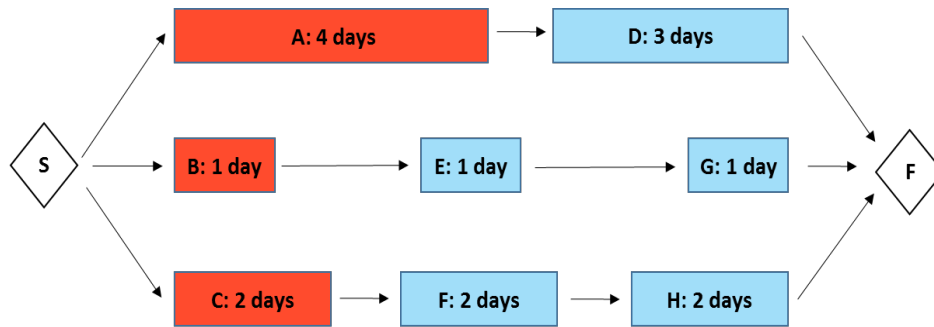 A: 4 days
D: 3 days
S
B: 1 day
E: 1 day
G: 1 day
F
C: 2 days
F: 2 days
H: 2 days